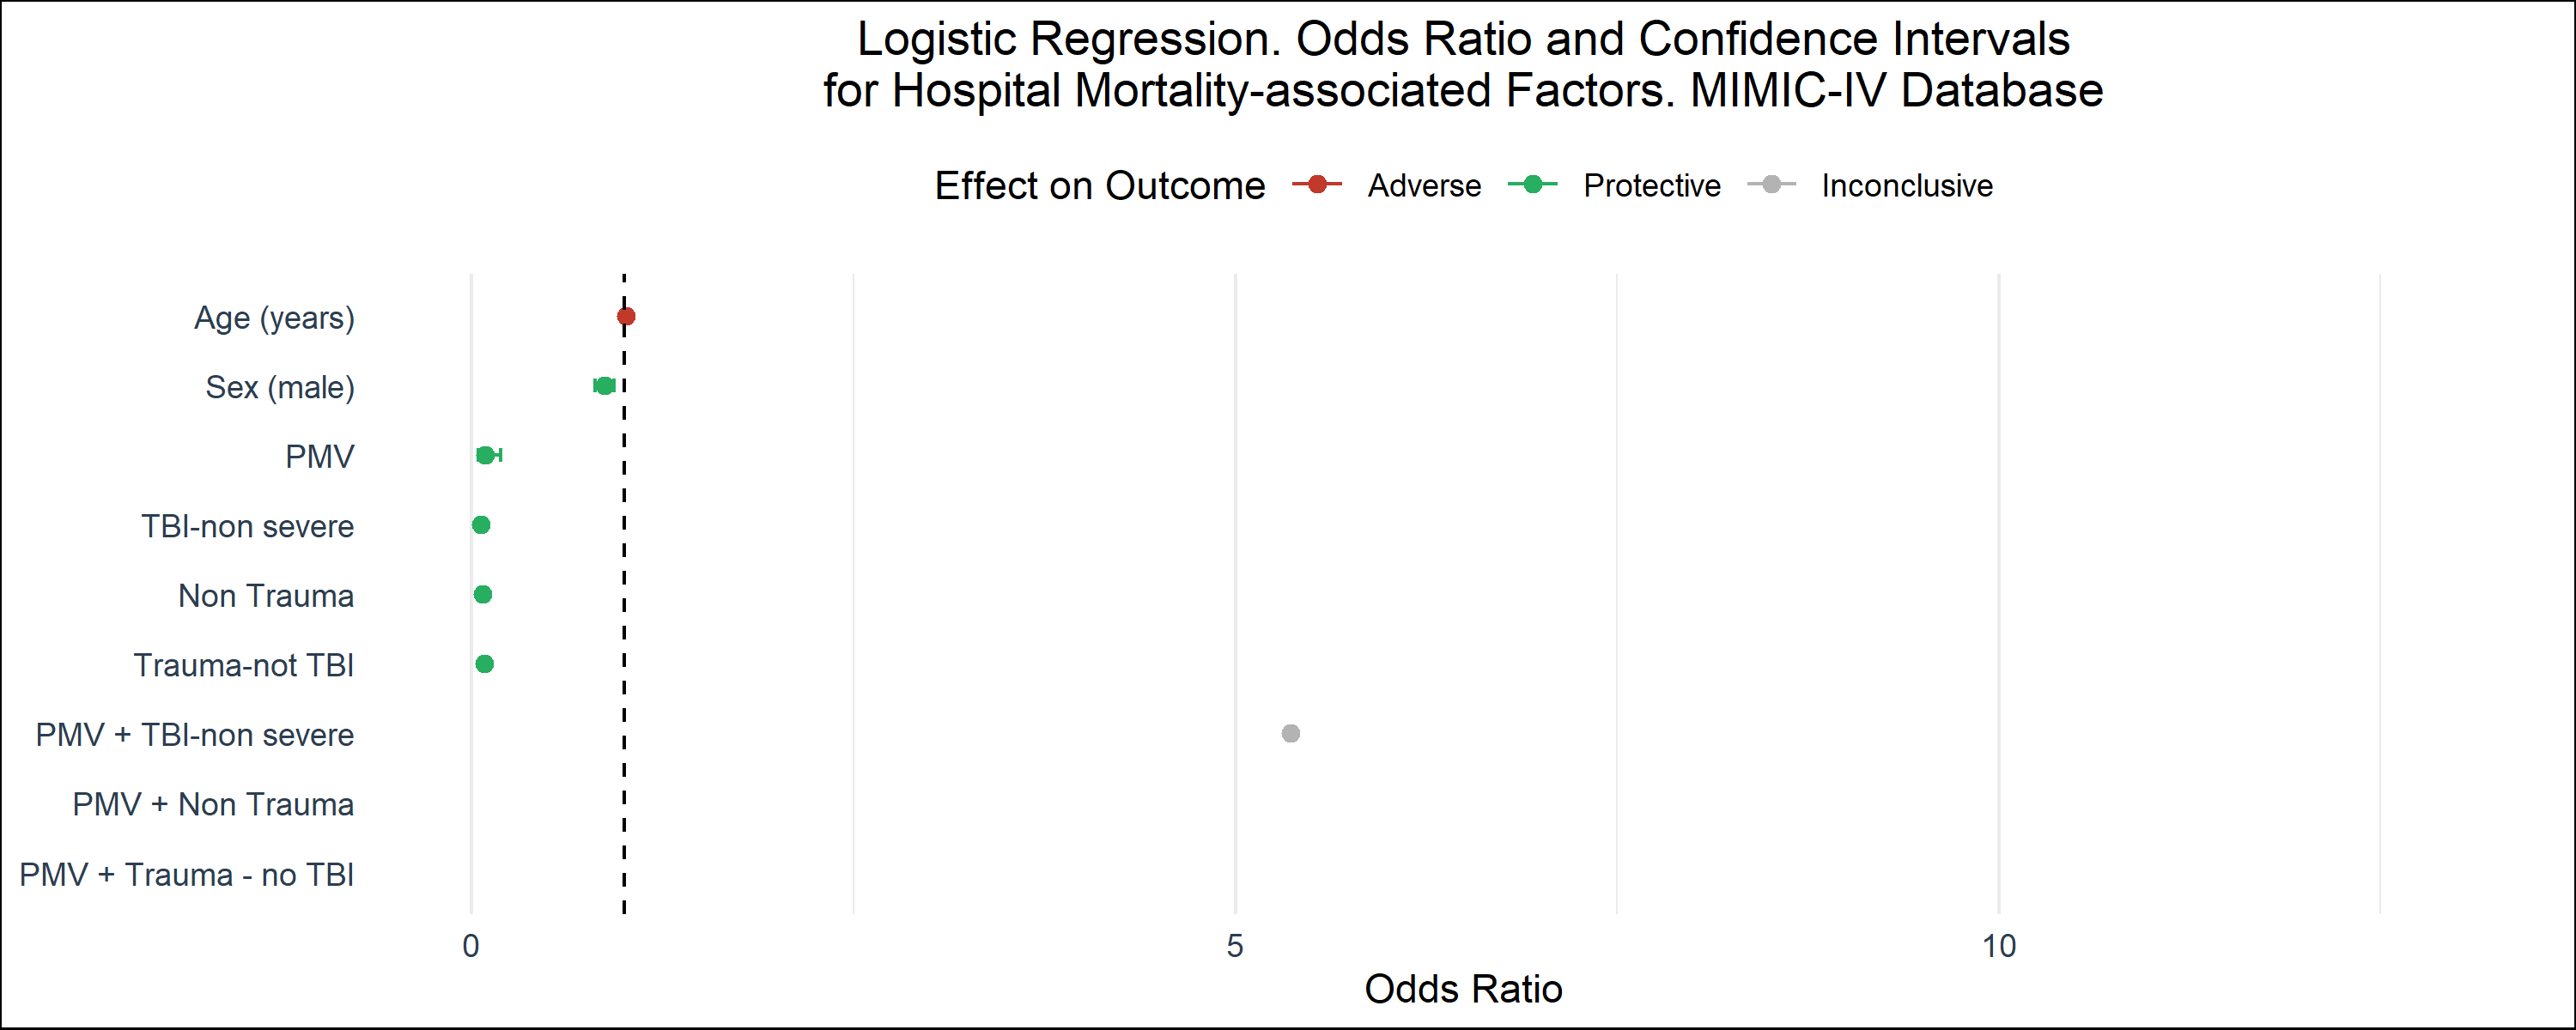 Logistic Regression. Odds Ratio and Confidence Intervals
for Hospital Mortality-associated Factors. MIMIC-IV Database
Effect on Outcome Adverse Protective Inconclusive
Age (years)
Sex (male)
PMV
TBI-non severe
Non Trauma
Trauma-not TBI
PMV + TBI-non severe
PMV + Non Trauma
PMV + Trauma - no TBI
0 5 10
Odds Ratio